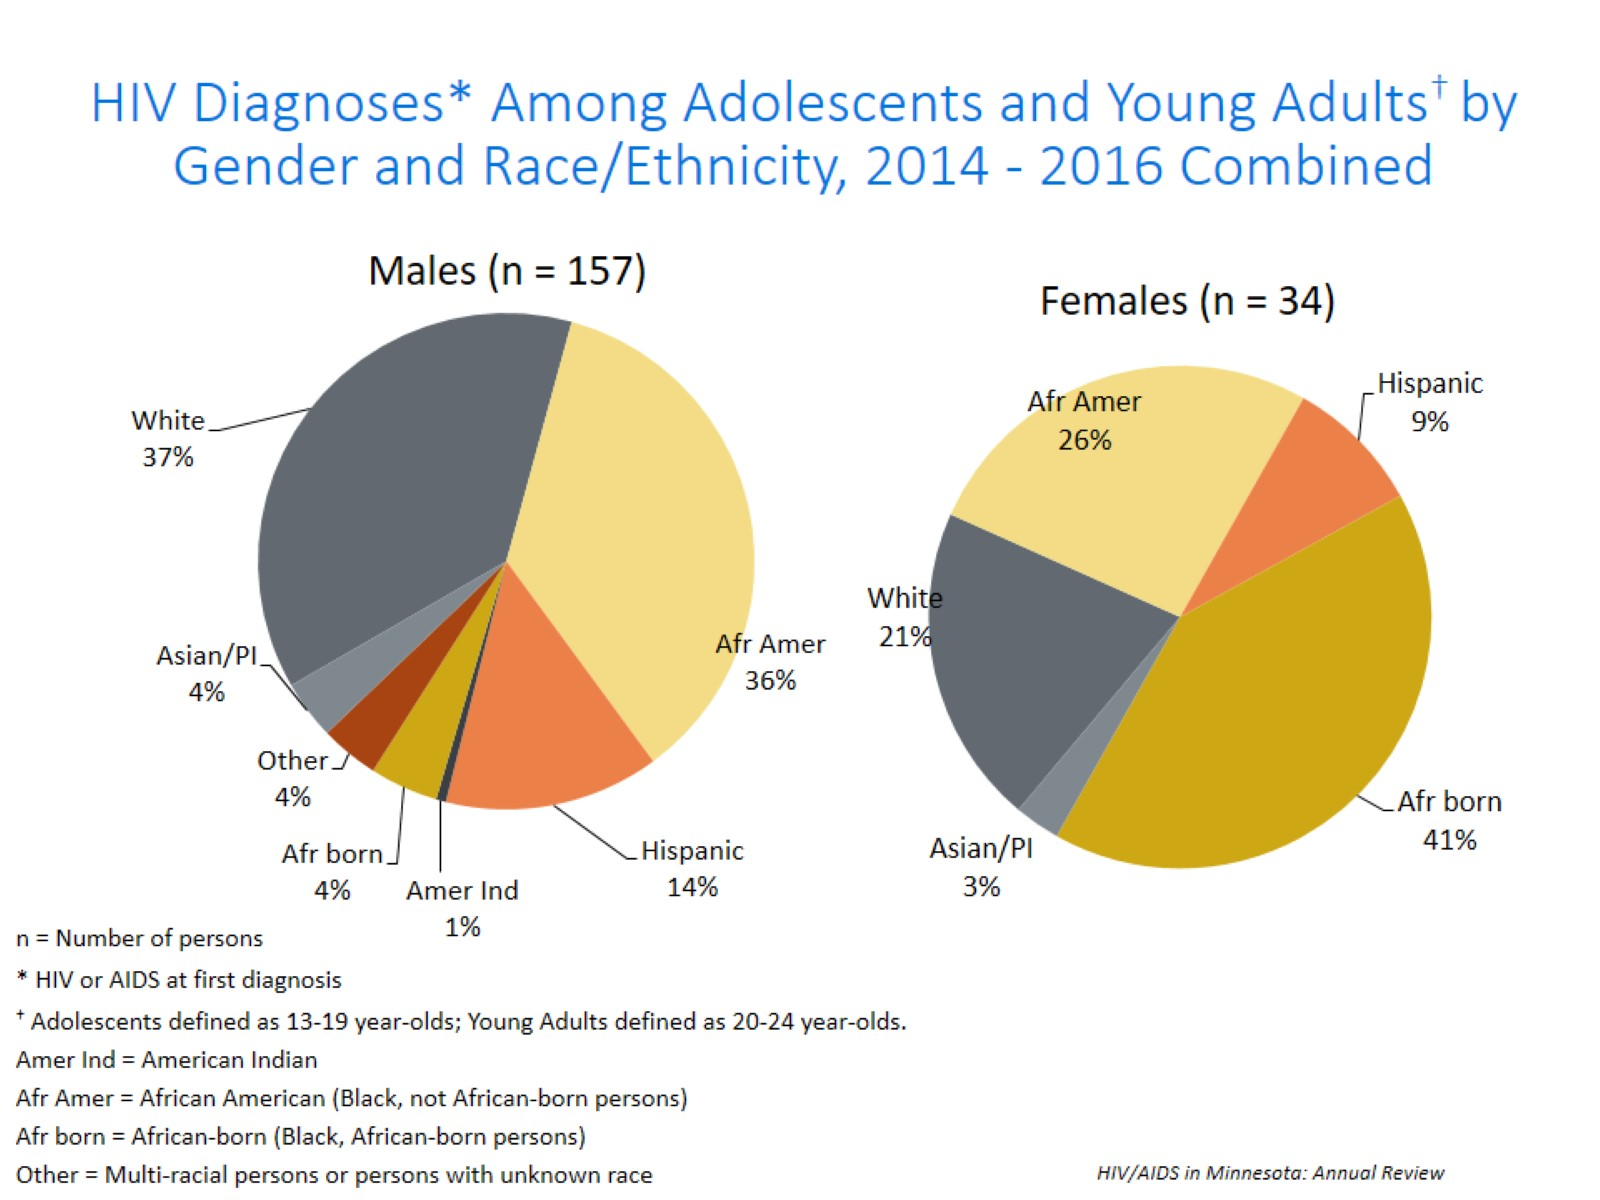 HIV Diagnoses* Among Adolescents and Young Adults† by
Gender and Race/Ethnicity, 2014 - 2016 Combined
Males (n = 157)
White
37%
Afr Amer
36%
Asian/PI
4%
Other
4%
Afr born
4%
Amer Ind
1%
Hispanic
14%
Females (n = 34)
Afr Amer
26%
Hispanic
9%
White
21%
Afr born
41%
Asian/PI
3%
n = Number of persons
* HIV or AIDS at first diagnosis
† Adolescents defined as 13-19 year-olds; Young Adults defined as 20-24 year-olds.
Amer Ind = American Indian
Afr Amer = African American (Black, not African-born persons)
Afr born = African-born (Black, African-born persons)
Other = Multi-racial persons or persons with unknown race
HIV/AIDS in Minnesota: Annual Review